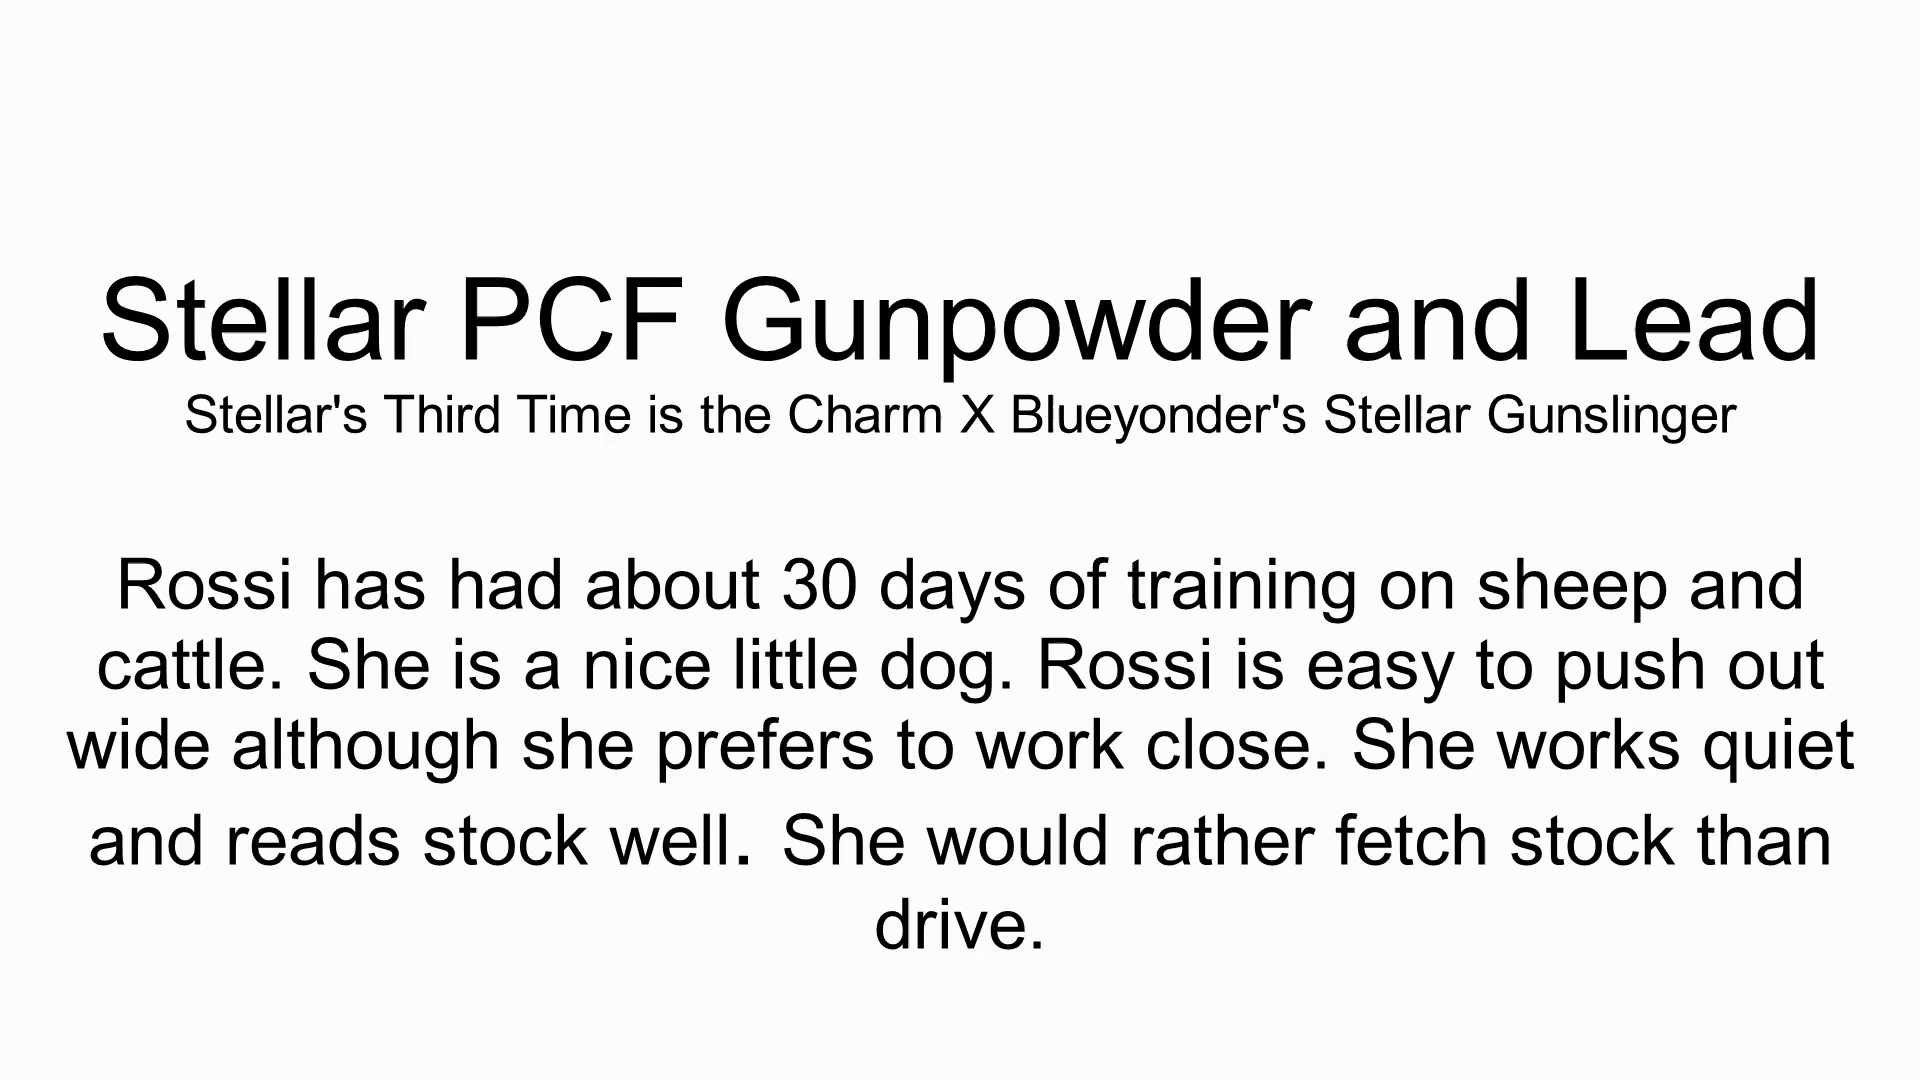 Stellar PCF Gunpowder and Lead
Stellar's Third Time is the Charm X Blueyonder's Stellar Gunslinger
Rossi has had about 30 days of training on sheep and
cattle. She is a nice little dog. Rossi is easy to push out
wide although she prefers to work close. She works quiet
and reads stock well. She would rather fetch stock than
drive.